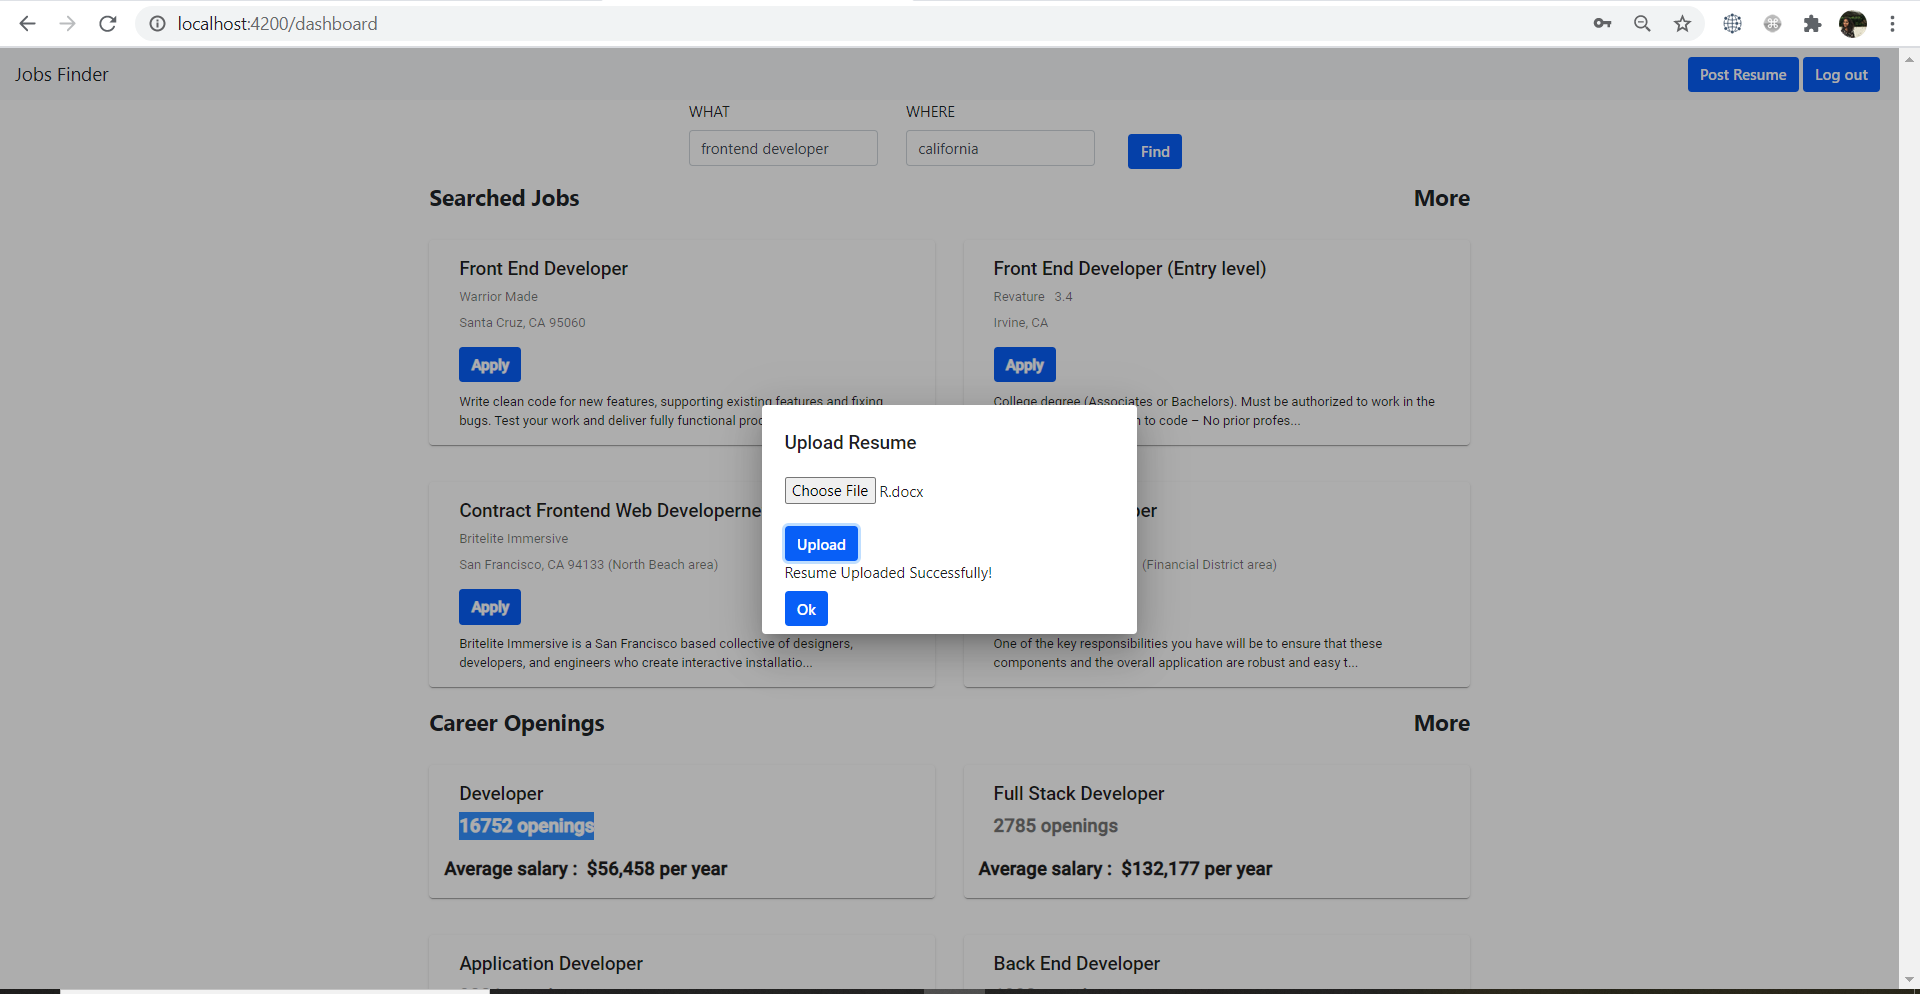 localhost:4200/dashboard
Jobs Finder
Post Resume
Log out
WHAT
WHERE
frontend developer
california
Find
Searched Jobs
More
Front End Developer
Warrior Made
Santa Cruz, CA 95060
Apply
Write clean code for new features, supporting existing features and fixing
bugs. Test your work and deliver fully functional
Front End Developer (Entry level)
Revature 3.4
Irvine, CA
Apply
College degree (Associates or Bachelors). Must be authorized to work in the
to code – No prior profes...
Upload Resume
Choose File R.docx
Upload
Resume Uploaded Successfully!
Ok
Contract Frontend Web Developerne
Britelite Immersive
San Francisco, CA 94133 (North Beach area)
Apply
Britelite Immersive is a San Francisco based collective of designers,
developers, and engineers who create interactive installatio...
(Financial District area)
One of the key responsibilities you have will be to ensure that these
components and the overall application are robust and easy t...
Career Openings
More
Developer
16752 openings
Average salary : $56,458 per year
Full Stack Developer
2785 openings
Average salary : $132,177 per year
Application Developer
Back End Developer